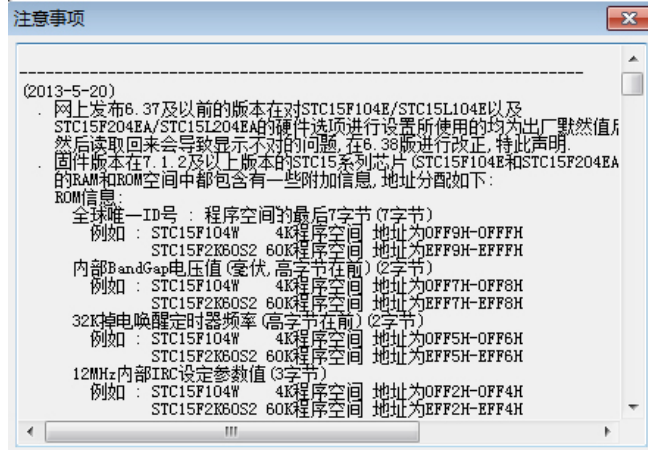 注意事项
---------------------------------------------------------------
(2013-5-20)
. 网上发布6.37及以前的版本在对STC15F104E/STC15L104E以及
STC15F204EA/STC15L204EA的硬件选项进行设置所使用的均为出厂默然值,
然后读取回来会导致显示不对的问题,在6.38版进行改正,特此声明.
. 固件版本在7.1.2及以上版本的STC15系列芯片(STC15F104E和STC15F204EA
的RAM和ROM空间中都包含有一些附加信息,地址分配如下:
ROM信息:
全球唯一ID号 : 程序空间的最后7字节(7字节)
例如 : STC15F104W 4K程序空间 地址为0FF9H-0FFFH
STC15F2K60S2 60K程序空间 地址为EFF9H-EFFFH
内部BandGap电压值(毫伏,高字节在前)(2字节)
例如 : STC15F104W 4K程序空间 地址为0FF7H-0FF8H
STC15F2K60S2 60K程序空间 地址为EFF7H-EFF8H
32K掉电唤醒定时器频率(高字节在前)(2字节)
例如 : STC15F104W 4K程序空间 地址为0FF5H-0FF6H
STC15F2K60S2 60K程序空间 地址为EFF5H-EFF6H
12MHz内部IRC设定参数值(3字节)
例如 : STC15F104W 4K程序空间 地址为0FF2H-0FF4H
STC15F2K60S2 60K程序空间 地址为EFF2H-EFF4H